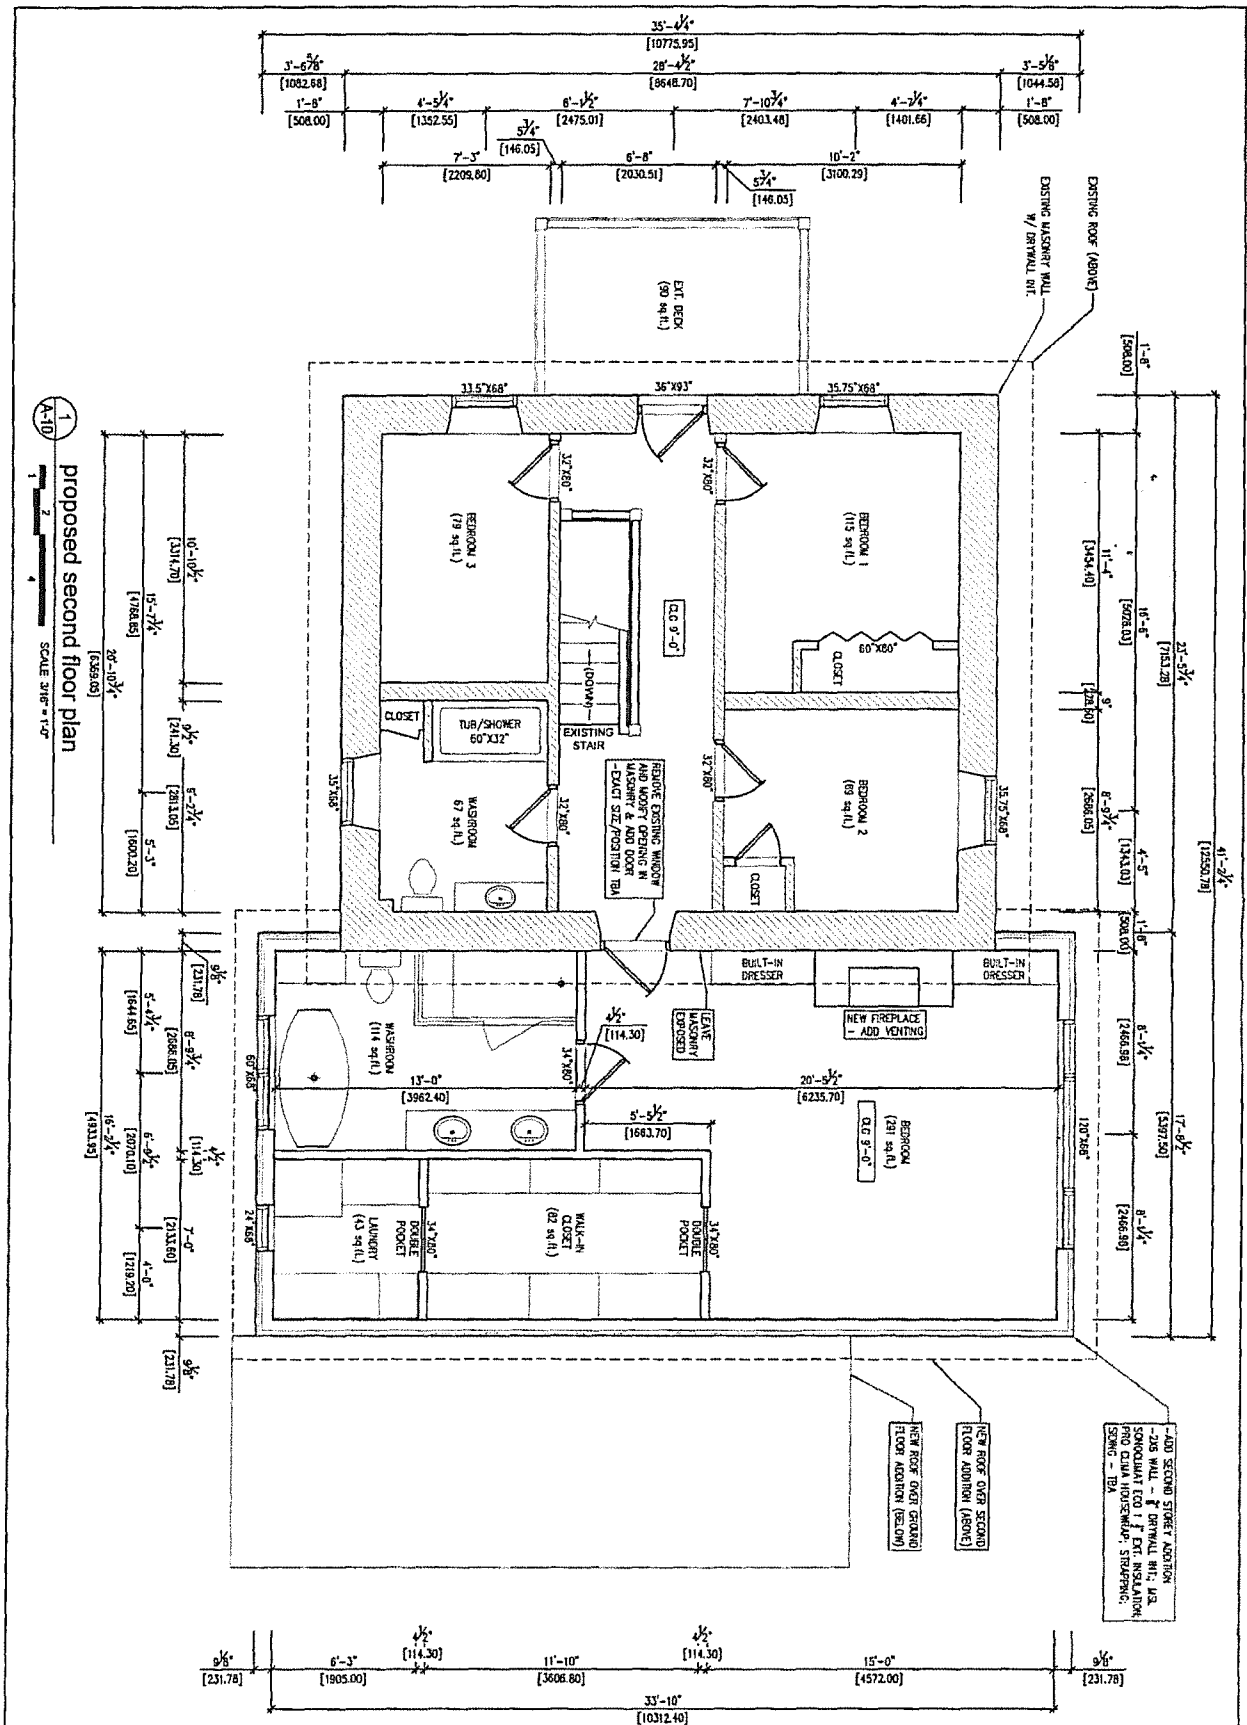 35'-4¼"
[10775.95]
3'-6⅝"
[1082.68]
28'-4½"
[8648.70]
3'-5⅛"
[1044.58]
1'-8"
[508.00]
4'-5¼"
[1352.55]
[2475.01]
7'-10¾"
[2403.48]
[1401.66]
1'-8"
[508.00]
5¾"
[146.05]
7'-3"
[2209.80]
6'-8"
[2030.51]
5¾"
[146.05]
10'-2"
[3100.29]
EXISTING ROOF (ABOVE)
EXISTING MASONRY WALL
W/ DRYWALL INT.
EXT. DECK
(90 sq.ft.)
1'-8"
[508.00]
33.5"X68"
36"X93"
35.75"X68"
32"X80"
32"X80"
BEDROOM 3
(79 sq.ft.)
BEDROOM 1
(115 sq.ft.)
CLG 9'-0"
60"X80"
CLOSET
(DOWN)
EXISTING
STAIR
CLOSET
TUB/SHOWER
60"X32"
35"X68"
WASHROOM
67 sq.ft.)
32"X80"
32"X80"
BEDROOM 2
(89 sq.ft.)
35.75"X68"
CLOSET
REMOVE EXISTING WINDOW
AND MODIFY OPENING IN
MASONRY & ADD DOOR
-EXACT SIZE/POSITION TBA
11'-4"
[3454.40]
16'-6"
[5028.03]
23'-5¾"
[7153.28]
41'-2¼"
[12550.78]
9"
8'-9¾"
[2686.05]
4'-5"
[1343.03]
1'-8"
[508.00]
10'-10½"
[3314.70]
15'-7¾"
[4768.85]
20'-10¾"
[6369.05]
9½"
[241.30]
[2813.05]
5'-3"
[1600.20]
1
A-10
proposed second floor plan
1 2 4
SCALE 3/16" = 1'-0"
BUILT-IN
DRESSER
BUILT-IN
DRESSER
NEW FIREPLACE
- ADD VENTING
LEAVE
MASONRY
EXPOSED
4½"
[114.30]
WASHROOM
(114 sq.ft.)
34"X80"
60"X68"
13'-0"
[3962.40]
20'-5½"
[6235.70]
5'-5½"
[1663.70]
BEDROOM
(291 sq.ft.)
CLG 9'-0"
120"X68"
24"X68"
LAUNDRY
(43 sq.ft.)
34"X80"
DOUBLE
POCKET
WALK-IN
CLOSET
(82 sq.ft.)
34"X80"
DOUBLE
POCKET
9⅛"
[231.78]
5'-4¾"
[1644.65]
8'-9¾"
[2686.05]
16'-2¼"
[4933.95]
6'-9½"
[2070.10]
4½"
[114.30]
7'-0"
[2133.60]
4'-0"
[1219.20]
9⅛"
[231.78]
8'-1¼"
[2466.98]
17'-8½"
[5397.50]
8'-1¼"
[2466.98]
NEW ROOF OVER GROUND
FLOOR ADDITION (BELOW)
NEW ROOF OVER SECOND
FLOOR ADDITION (ABOVE)
-ADD SECOND STOREY ADDITION
SONOCLIMAT ECO
EXT. INSULATION;
PRO CLIMA HOUSEWRAP; STRAPPING;
SIDING - TBA
9⅛"
[231.78]
6'-3"
[1905.00]
4½"
[114.30]
11'-10"
[3606.80]
4½"
[114.30]
15'-0"
[4572.00]
9⅛"
[231.78]
33'-10"
[10312.40]